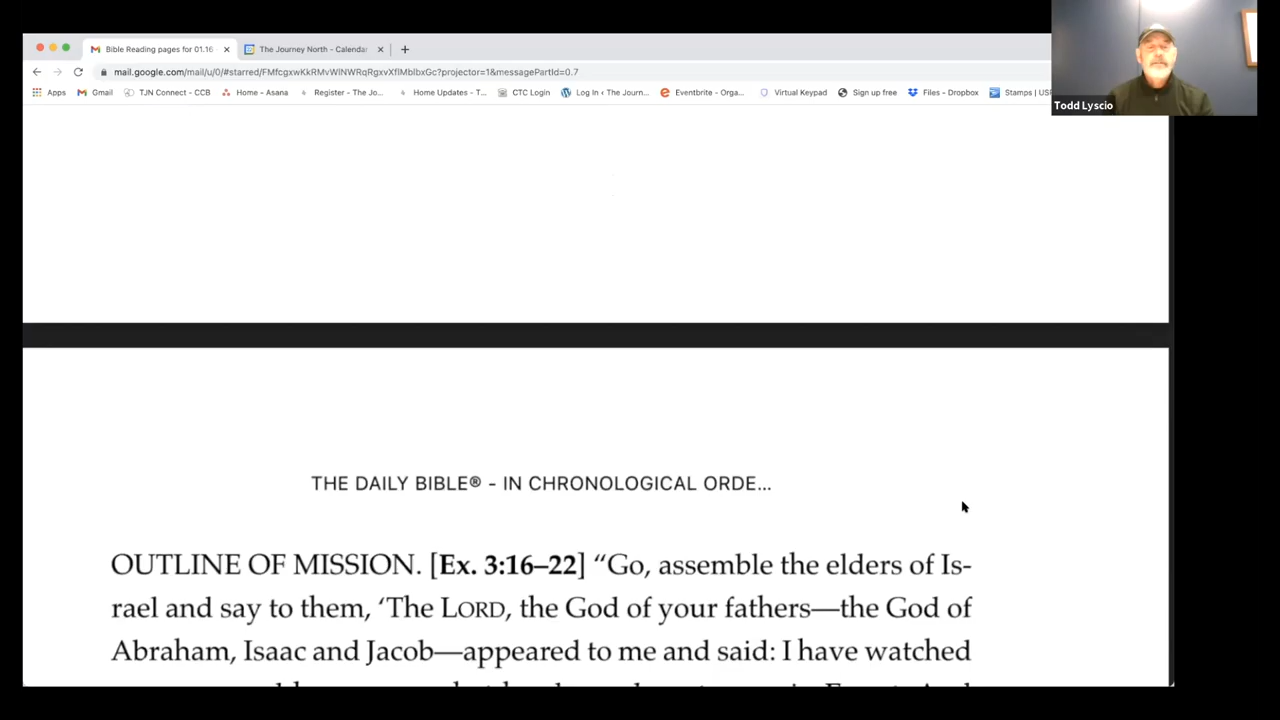 Bible Reading pages for 01.16
The Journey North - Calenda
mail.google.com/mail/u/0/#starred/FMfcgxwKkRMvWlNWRqRgxvXflMblbxGc?projector=1&messagePartId=0.7
Apps Gmail TJN Connect - CCB Home - Asana Register - The Jo... Home Updates - T... CTC Login Log In ‹ The Journ... Eventbrite - Orga... Virtual Keypad Sign up free Files - Dropbox Stamps | USP
Todd Lyscio
THE DAILY BIBLE® - IN CHRONOLOGICAL ORDE...
OUTLINE OF MISSION. [Ex. 3:16–22] “Go, assemble the elders of Is-
rael and say to them, ‘The LORD, the God of your fathers—the God of
Abraham, Isaac and Jacob—appeared to me and said: I have watched